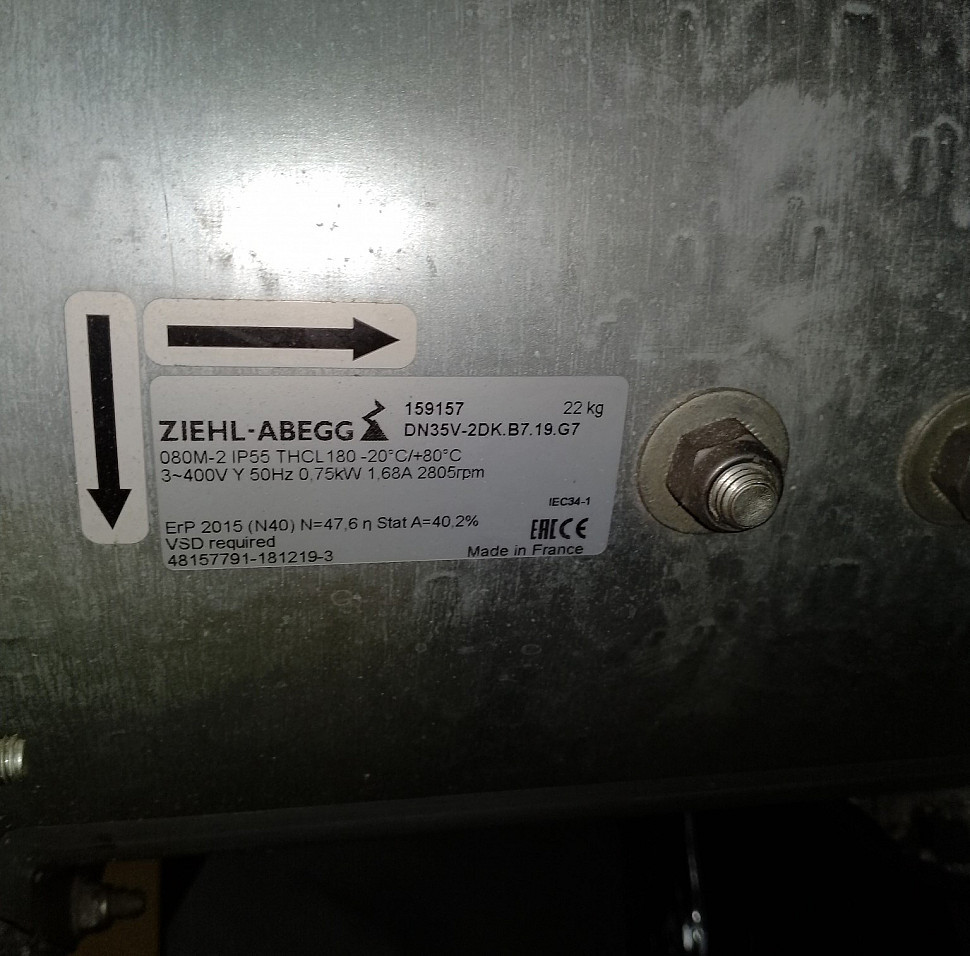 ZIEHL-ABEGG
159157 22 kg
DN35V-2DK.B7.19.G7
080M-2 IP55 THCL180 -20°C/+80°C
3~400V Y 50Hz 0,75kW 1,68A 2805rpm
IEC34-1
ErP 2015 (N40) N=47,6 η Stat A=40,2%
EAC CE
VSD required
Made in France
48157791-181219-3